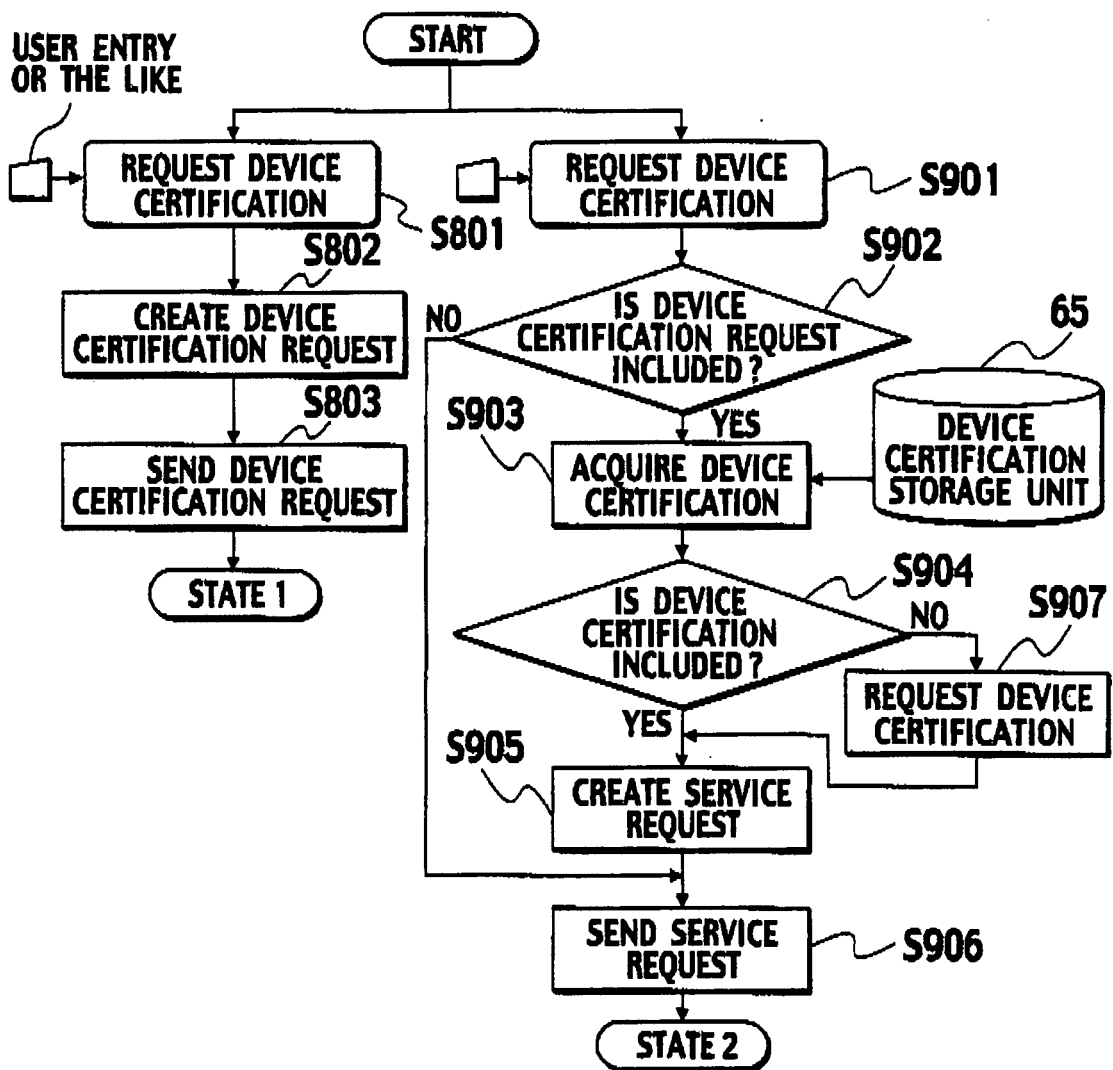 START
USER ENTRY
OR THE LIKE
REQUEST DEVICE
CERTIFICATION
S801
REQUEST DEVICE
CERTIFICATION
S901
S802
CREATE DEVICE
CERTIFICATION REQUEST
S803
SEND DEVICE
CERTIFICATION REQUEST
STATE 1
S902
IS DEVICE
CERTIFICATION REQUEST
INCLUDED ?
NO
YES
65
DEVICE
CERTIFICATION
STORAGE UNIT
S903
ACQUIRE DEVICE
CERTIFICATION
S904
IS DEVICE
CERTIFICATION
INCLUDED ?
NO
YES
S907
REQUEST DEVICE
CERTIFICATION
S905
CREATE SERVICE
REQUEST
SEND SERVICE
REQUEST
S906
STATE 2